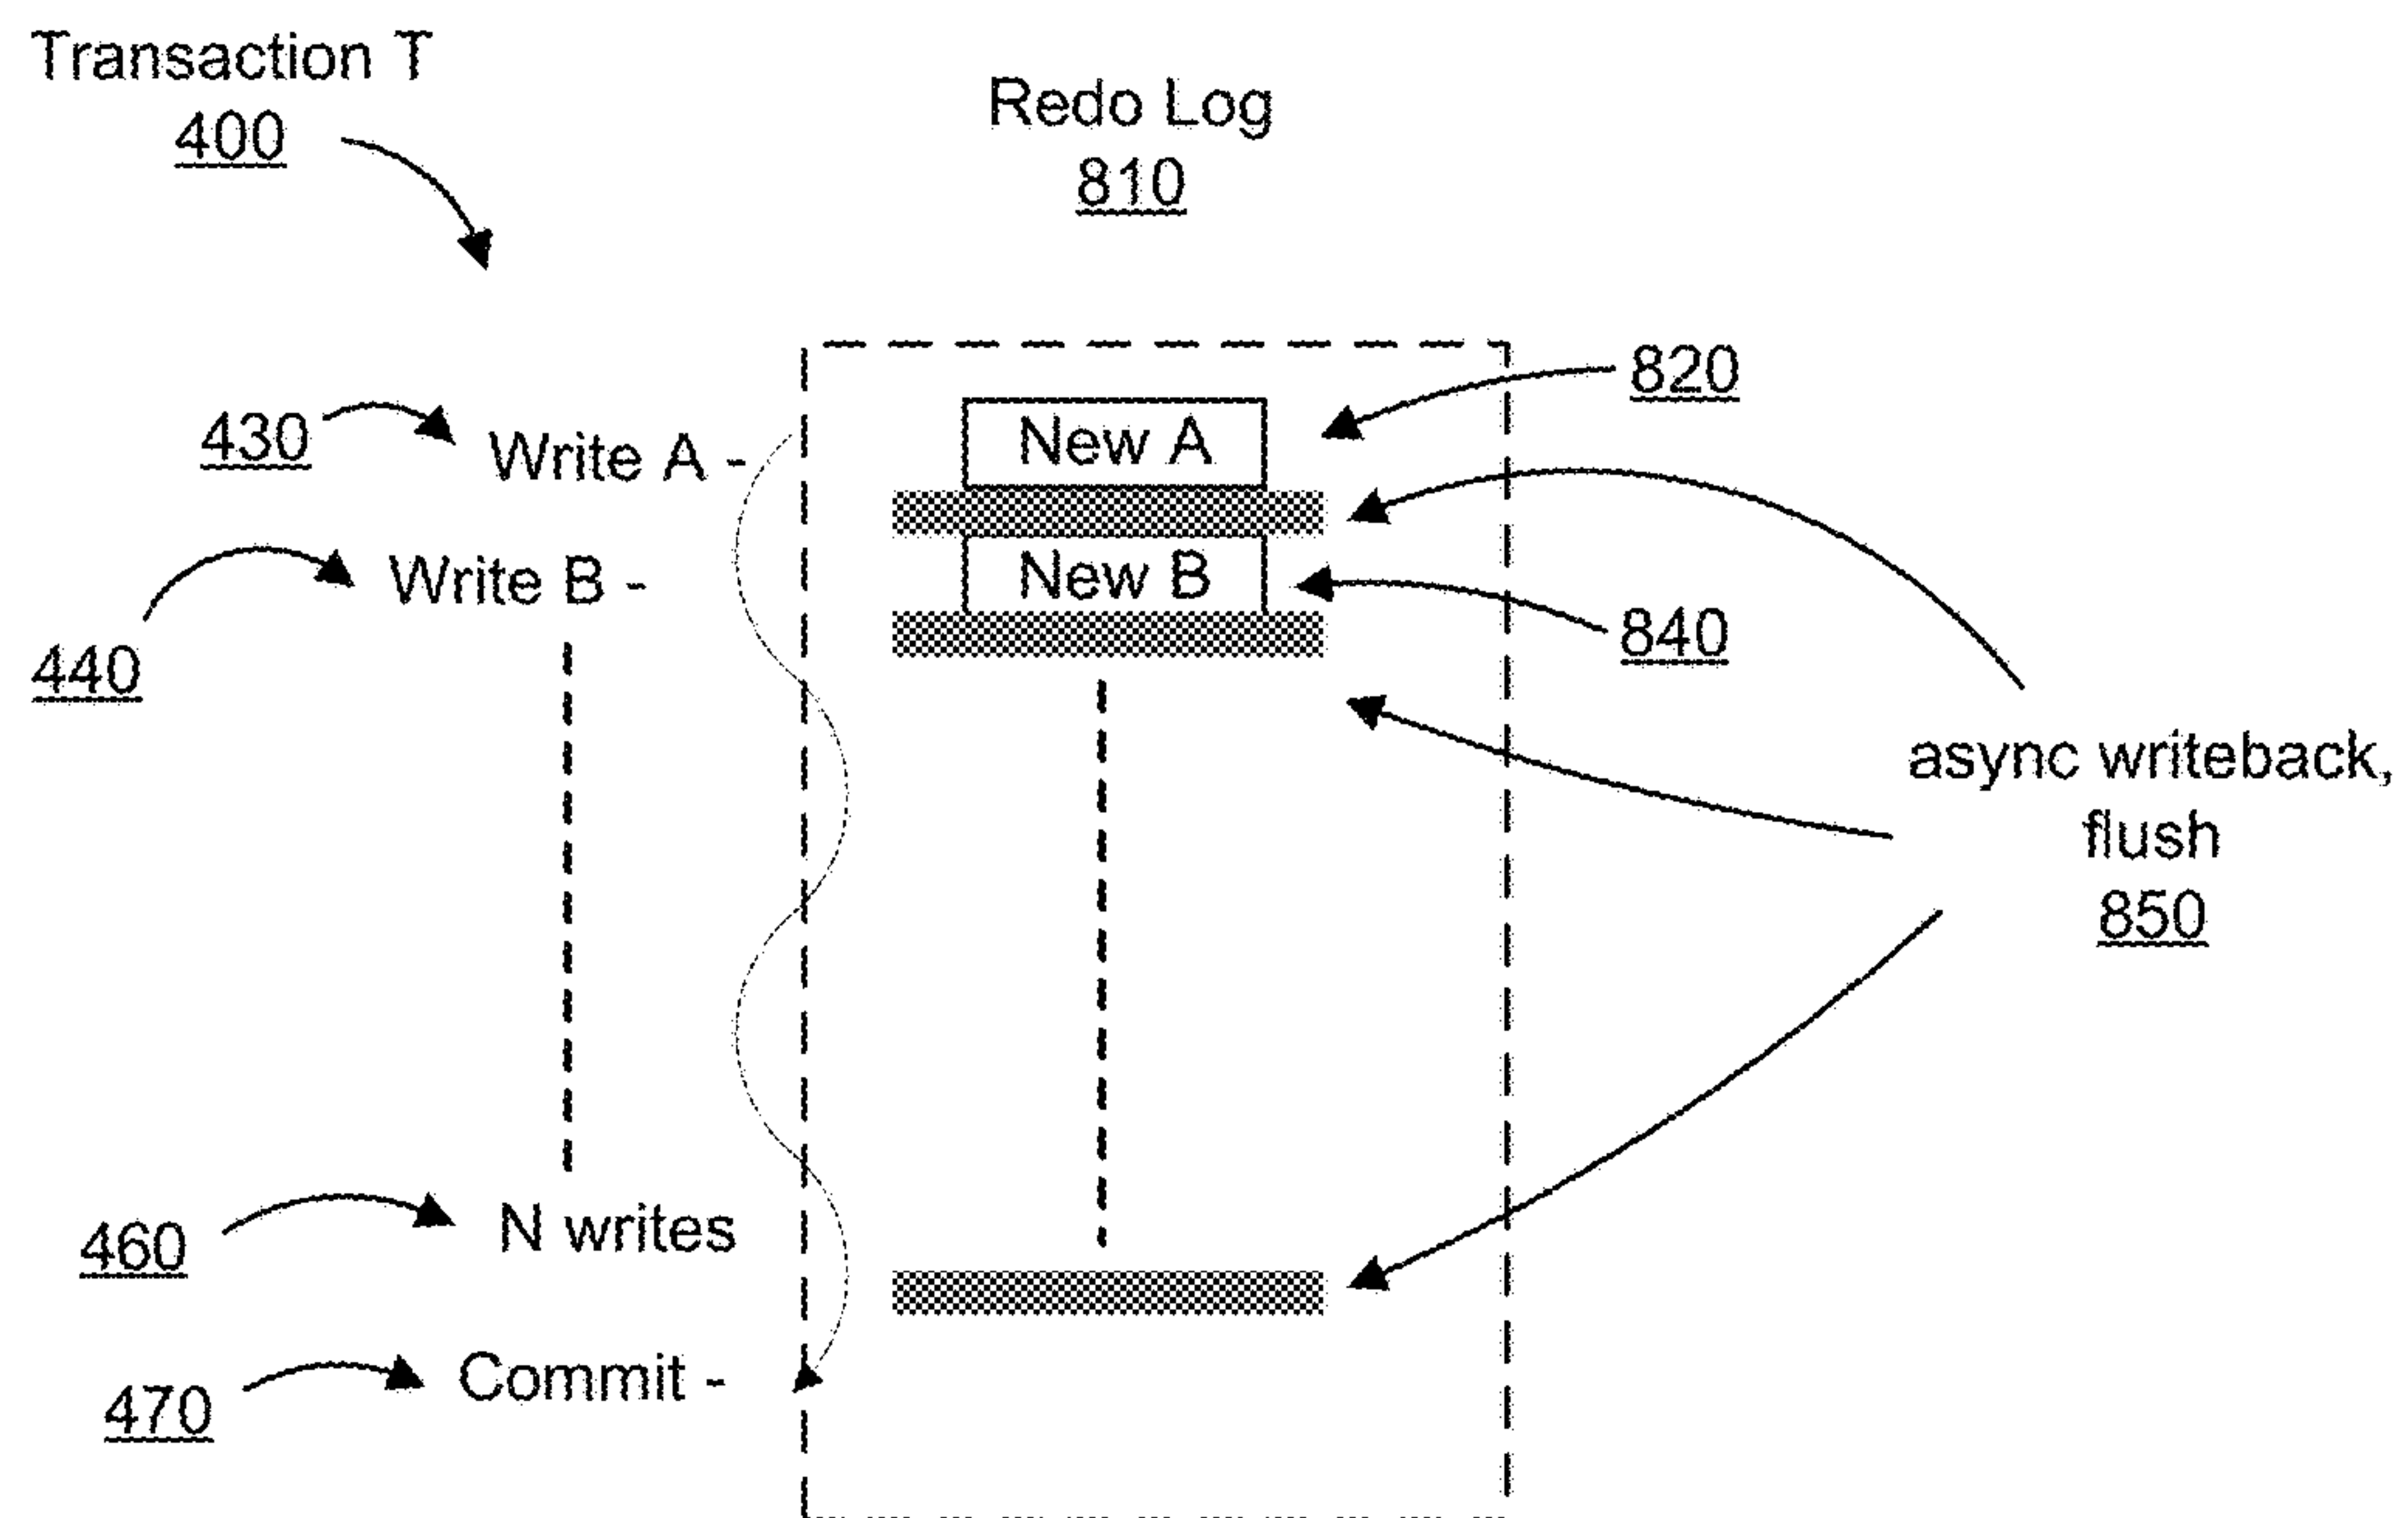 Transaction T
400
Redo Log
810
820
New A
430
Write A -
New B
Write B -
840
440
async writeback,
flush
850
N writes
460
Commit -
470